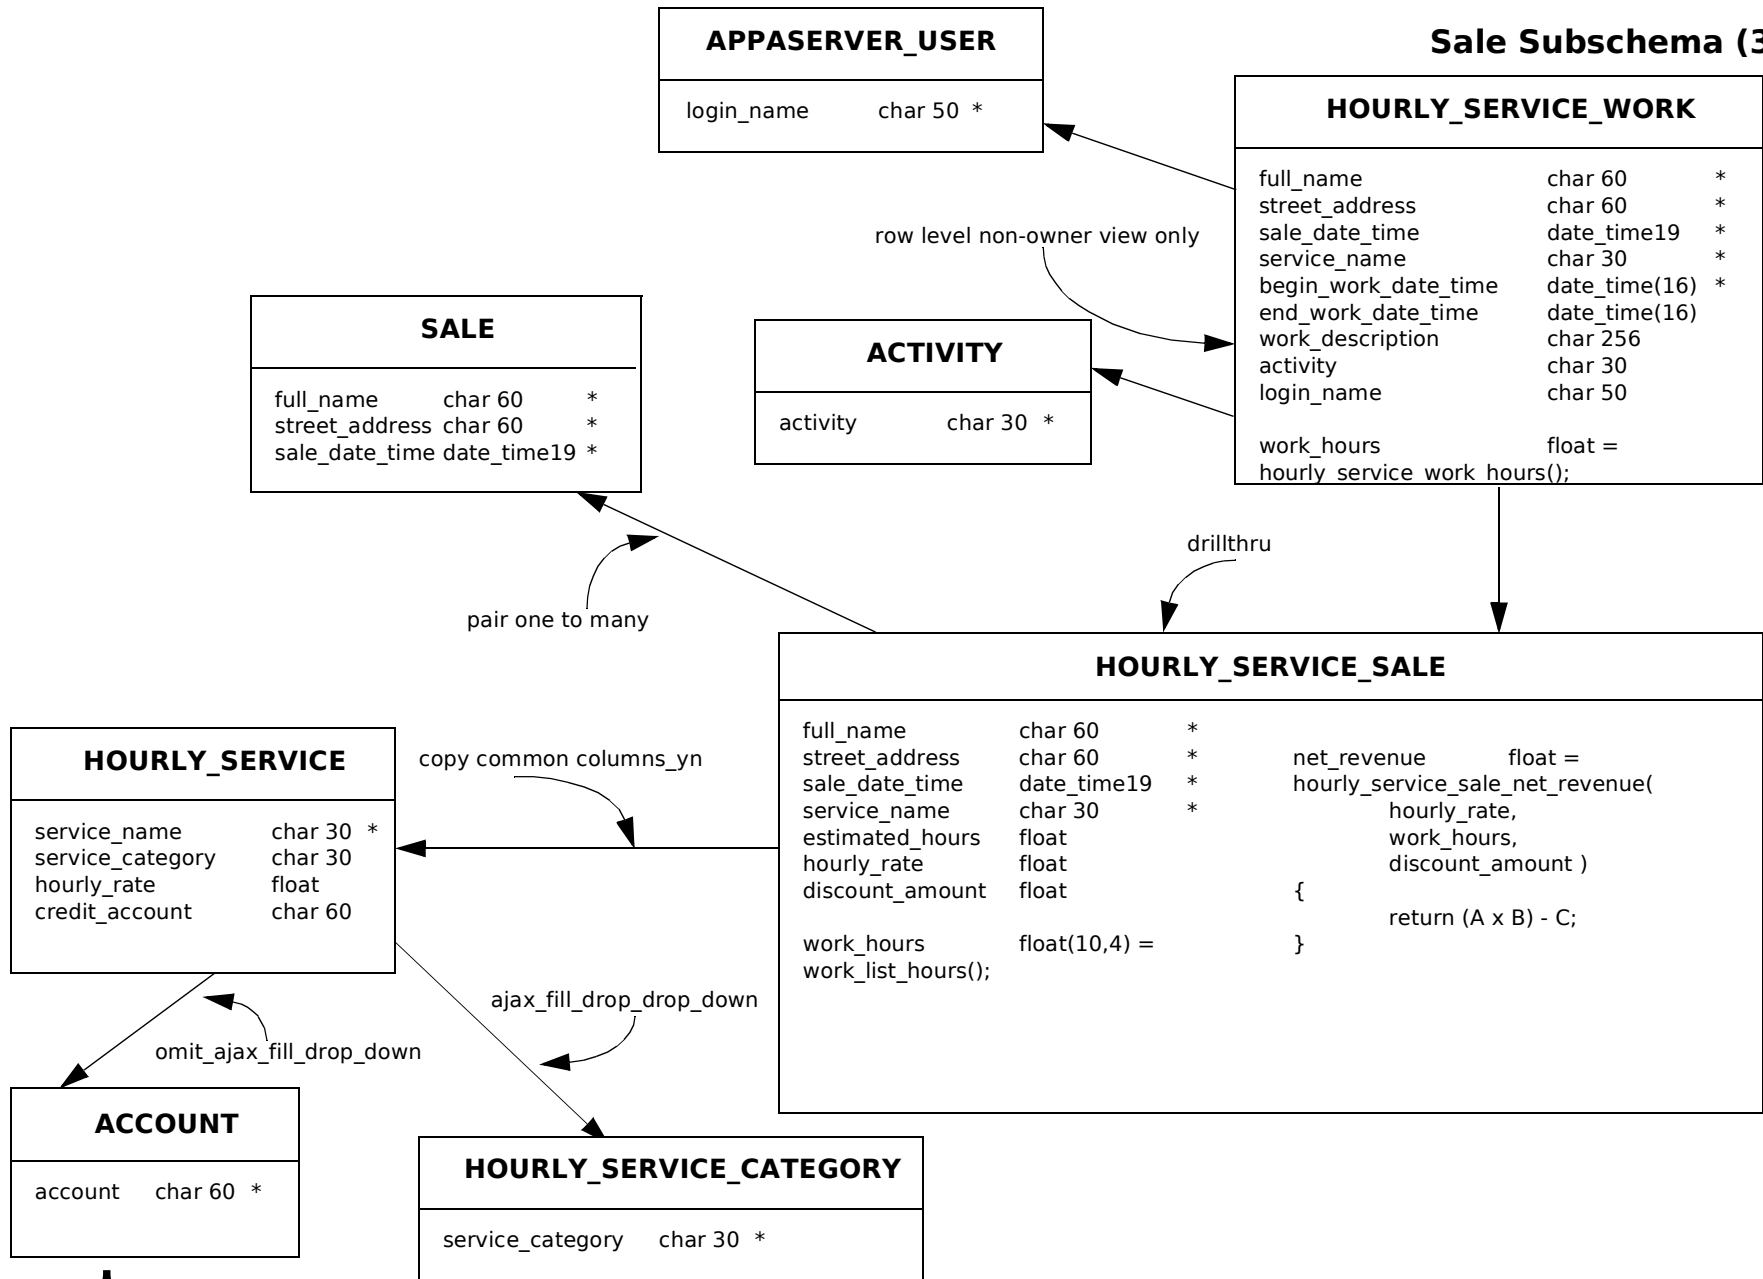 Sale Subschema (3
APPASERVER_USER
login_name char 50 *
HOURLY_SERVICE_WORK
full_name char 60 *
street_address char 60 *
sale_date_time date_time19 *
service_name char 30 *
begin_work_date_time date_time(16) *
end_work_date_time date_time(16)
work_description char 256
activity char 30
login_name char 50
work_hours float =
hourly_service_work_hours();
row level non-owner view only
SALE
full_name char 60 *
street_address char 60 *
sale_date_time date_time19 *
ACTIVITY
activity char 30 *
drillthru
pair one to many
HOURLY_SERVICE_SALE
full_name char 60 *
street_address char 60 *
sale_date_time date_time19 *
service_name char 30 *
estimated_hours float
hourly_rate float
discount_amount float
work_hours float(10,4) =
work_list_hours();
net_revenue float =
hourly_service_sale_net_revenue(
hourly_rate,
work_hours,
discount_amount )
{
return (A x B) - C;
}
HOURLY_SERVICE
service_name char 30 *
service_category char 30
hourly_rate float
credit_account char 60
copy common columns_yn
ajax_fill_drop_drop_down
omit_ajax_fill_drop_down
ACCOUNT
account char 60 *
HOURLY_SERVICE_CATEGORY
service_category char 30 *